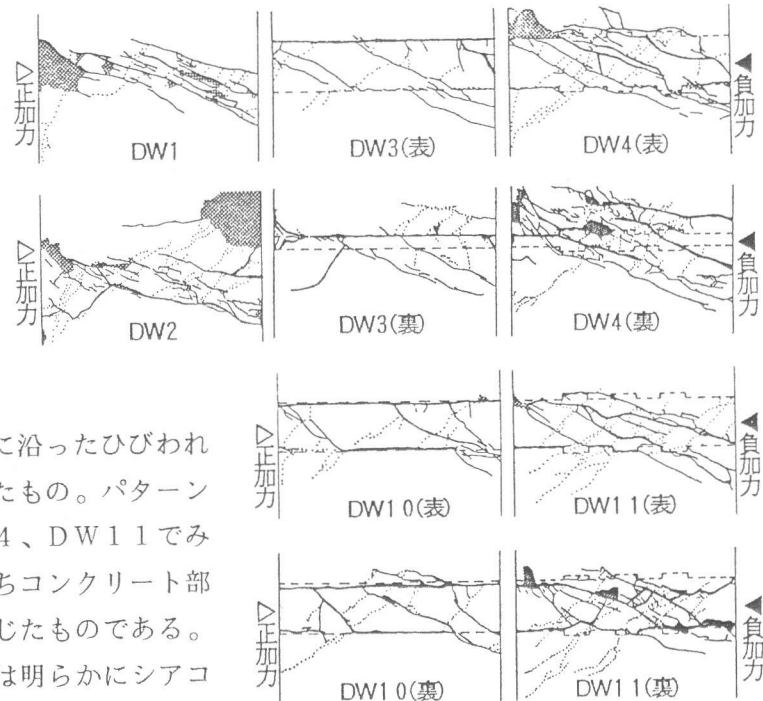 ▷正加力
DW1
DW3(表)
DW4(表)
◀負加力
▷正加力
DW2
DW3(裏)
DW4(裏)
◀負加力
に沿ったひびわれ
たもの。パターン
4、DW11でみ
ちコンクリート部
じたものである。
は明らかにシアコ
▷正加力
DW10(表)
DW11(表)
◀負加力
▷正加力
DW10(裏)
DW11(裏)
◀負加力